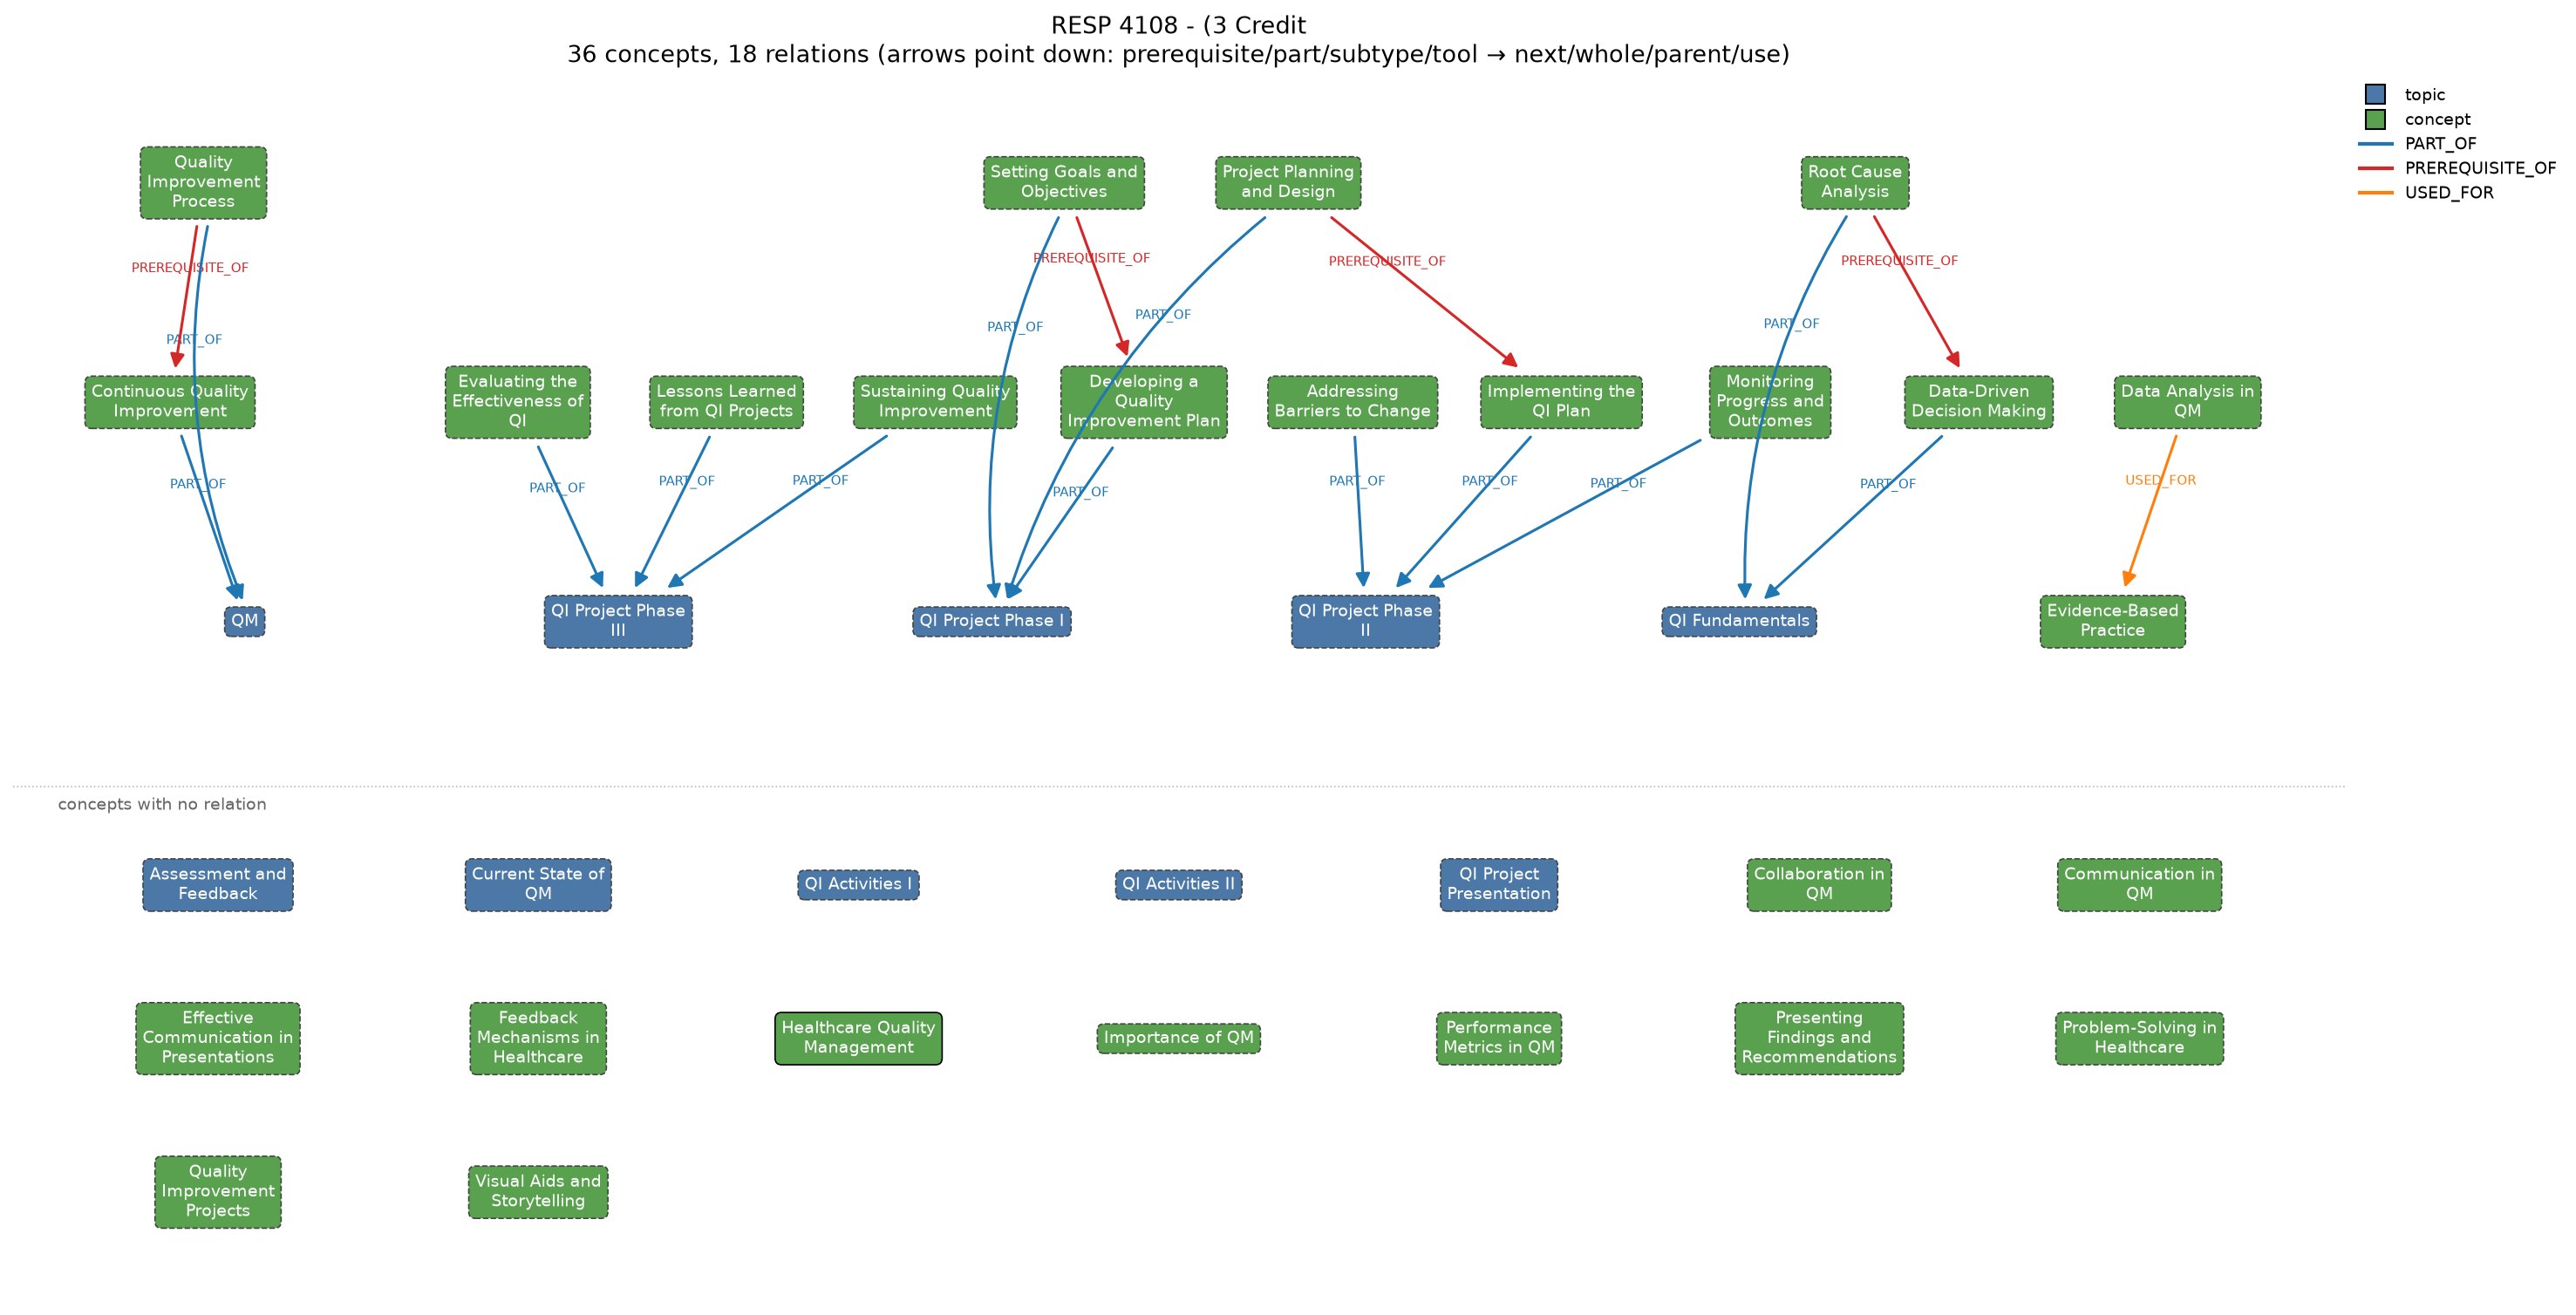 RESP 4108 - (3 Credit
36 concepts, 18 relations (arrows point down: prerequisite/part/subtype/tool → next/whole/parent/use)
topic
concept
PART_OF
PREREQUISITE_OF
USED_FOR
Quality
Improvement
Process
Setting Goals and
Objectives
Project Planning
and Design
Root Cause
Analysis
PREREQUISITE_OF
PREREQUISITE_OF
PREREQUISITE_OF
PREREQUISITE_OF
PART_OF
PART_OF
PART_OF
PART_OF
Continuous Quality
Improvement
Evaluating the
Effectiveness of
QI
Lessons Learned
from QI Projects
Sustaining Quality
Improvement
Developing a
Quality
Improvement Plan
Addressing
Barriers to Change
Implementing the
QI Plan
Monitoring
Progress and
Outcomes
Data-Driven
Decision Making
Data Analysis in
QM
PART_OF
PART_OF
PART_OF
PART_OF
PART_OF
PART_OF
PART_OF
PART_OF
PART_OF
USED_FOR
QM
QI Project Phase
III
QI Project Phase I
QI Project Phase
II
QI Fundamentals
Evidence-Based
Practice
concepts with no relation
Assessment and
Feedback
Current State of
QM
QI Activities I
QI Activities II
QI Project
Presentation
Collaboration in
QM
Communication in
QM
Effective
Communication in
Presentations
Feedback
Mechanisms in
Healthcare
Healthcare Quality
Management
Importance of QM
Performance
Metrics in QM
Presenting
Findings and
Recommendations
Problem-Solving in
Healthcare
Quality
Improvement
Projects
Visual Aids and
Storytelling